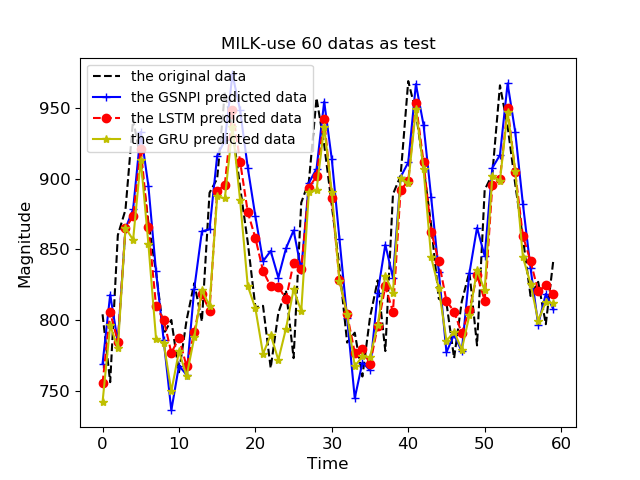 MILK-use 60 datas as test
the original data
the GSNPI predicted data
the LSTM predicted data
the GRU predicted data
Magnitude
950
900
850
800
750
0 10 20 30 40 50 60
Time